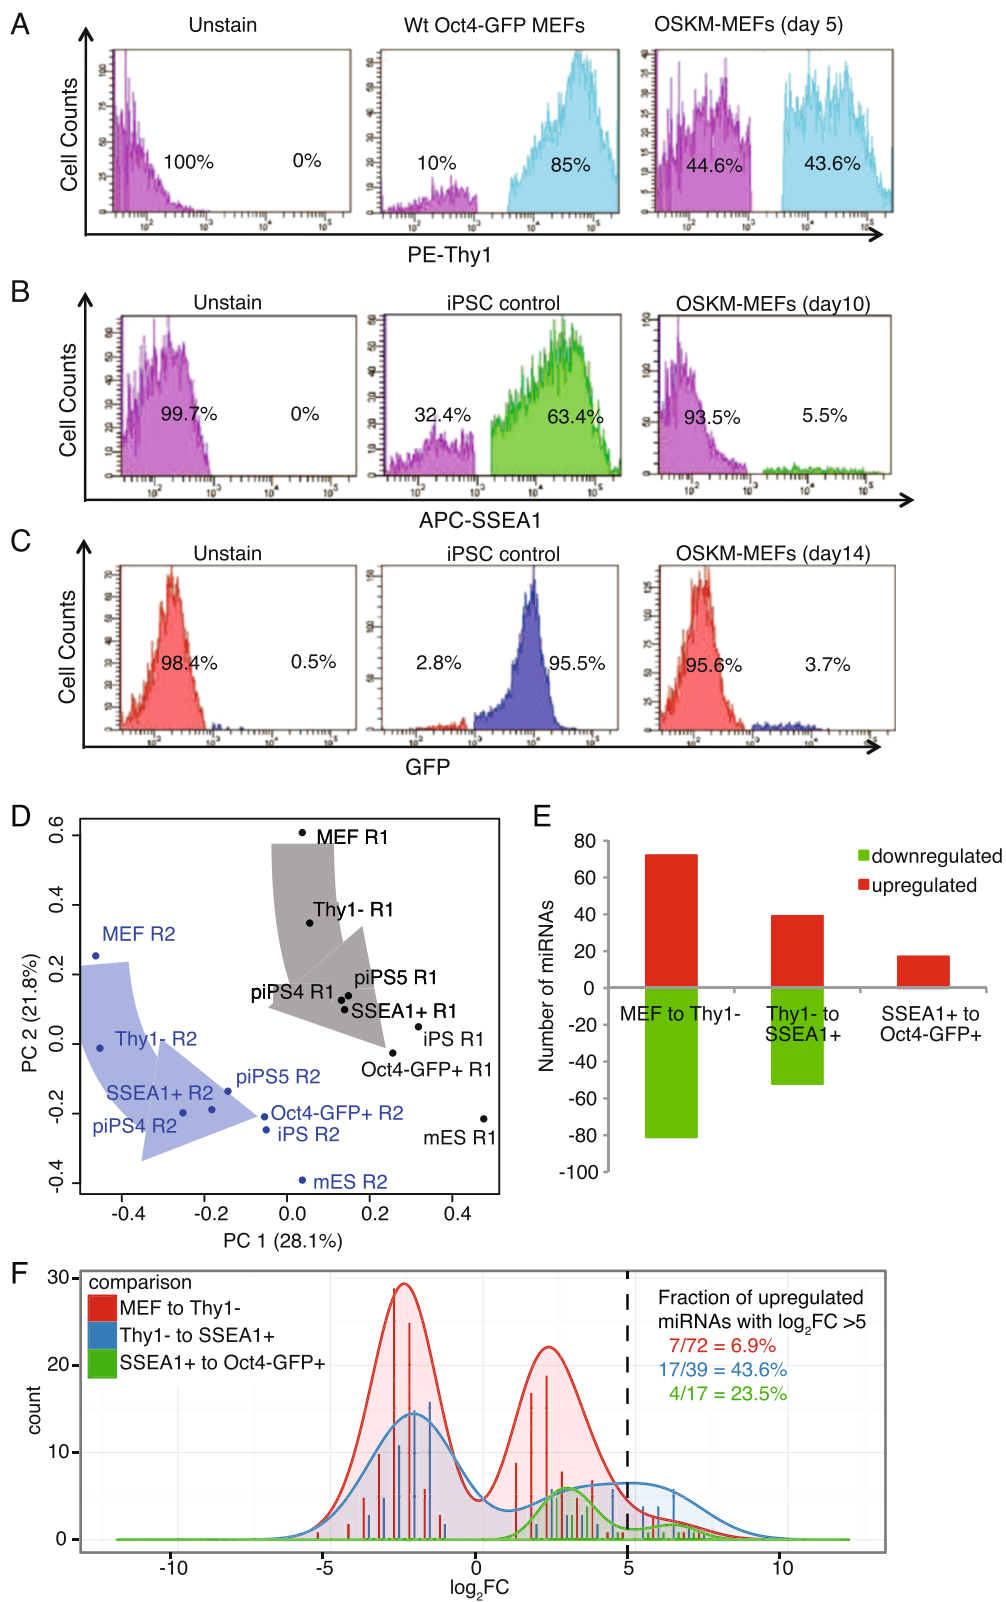 A
Unstain
Wt Oct4-GFP MEFs
OSKM-MEFs (day 5)
Cell Counts
100%
0%
10%
85%
44.6%
43.6%
PE-Thy1
B
Unstain
iPSC control
OSKM-MEFs (day10)
Cell Counts
99.7%
0%
32.4%
63.4%
93.5%
5.5%
APC-SSEA1
C
Unstain
iPSC control
OSKM-MEFs (day14)
Cell Counts
98.4%
0.5%
2.8%
95.5%
95.6%
3.7%
GFP
D
PC 2 (21.8%)
0.6
0.4
0.2
0.0
-0.2
-0.4
MEF R1
Thy1- R1
piPS5 R1
piPS4 R1
SSEA1+ R1
iPS R1
Oct4-GFP+ R1
mES R1
MEF R2
Thy1- R2
piPS5 R2
SSEA1+ R2
piPS4 R2
Oct4-GFP+ R2
iPS R2
mES R2
-0.4 -0.2 0.0 0.2 0.4
PC 1 (28.1%)
E
Number of miRNAs
80
60
40
20
0
-20
-40
-60
-80
-100
downregulated
upregulated
MEF to Thy1-
Thy1- to
SSEA1+
SSEA1+ to
Oct4-GFP+
F
count
30
20
10
0
comparison
MEF to Thy1-
Thy1- to SSEA1+
SSEA1+ to Oct4-GFP+
Fraction of upregulated
miRNAs with log2FC >5
7/72 = 6.9%
17/39 = 43.6%
4/17 = 23.5%
-10 -5 0 5 10
log2FC